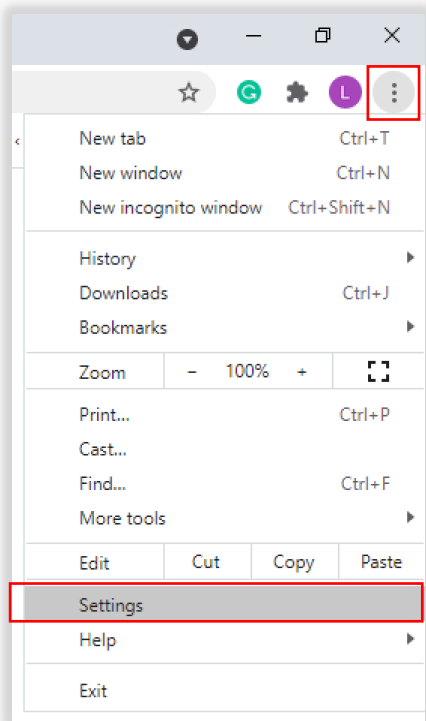 G L
New tab Ctrl+T
New window Ctrl+N
New incognito window Ctrl+Shift+N
History
Downloads Ctrl+J
Bookmarks
Zoom − 100% +
Print... Ctrl+P
Cast...
Find... Ctrl+F
More tools
Edit Cut Copy Paste
Settings
Help
Exit